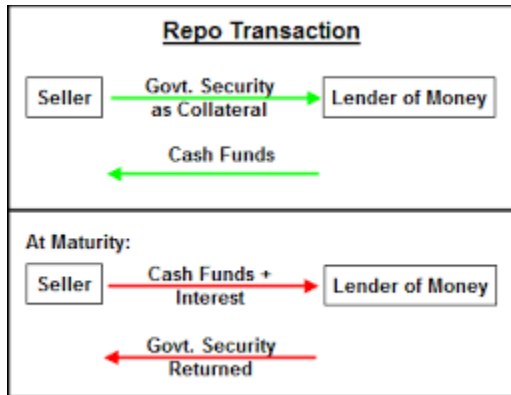 Repo Transaction
Seller
Govt. Security
as Collateral
Lender of Money
Cash Funds
At Maturity:
Seller
Cash Funds +
Interest
Lender of Money
Govt. Security
Returned